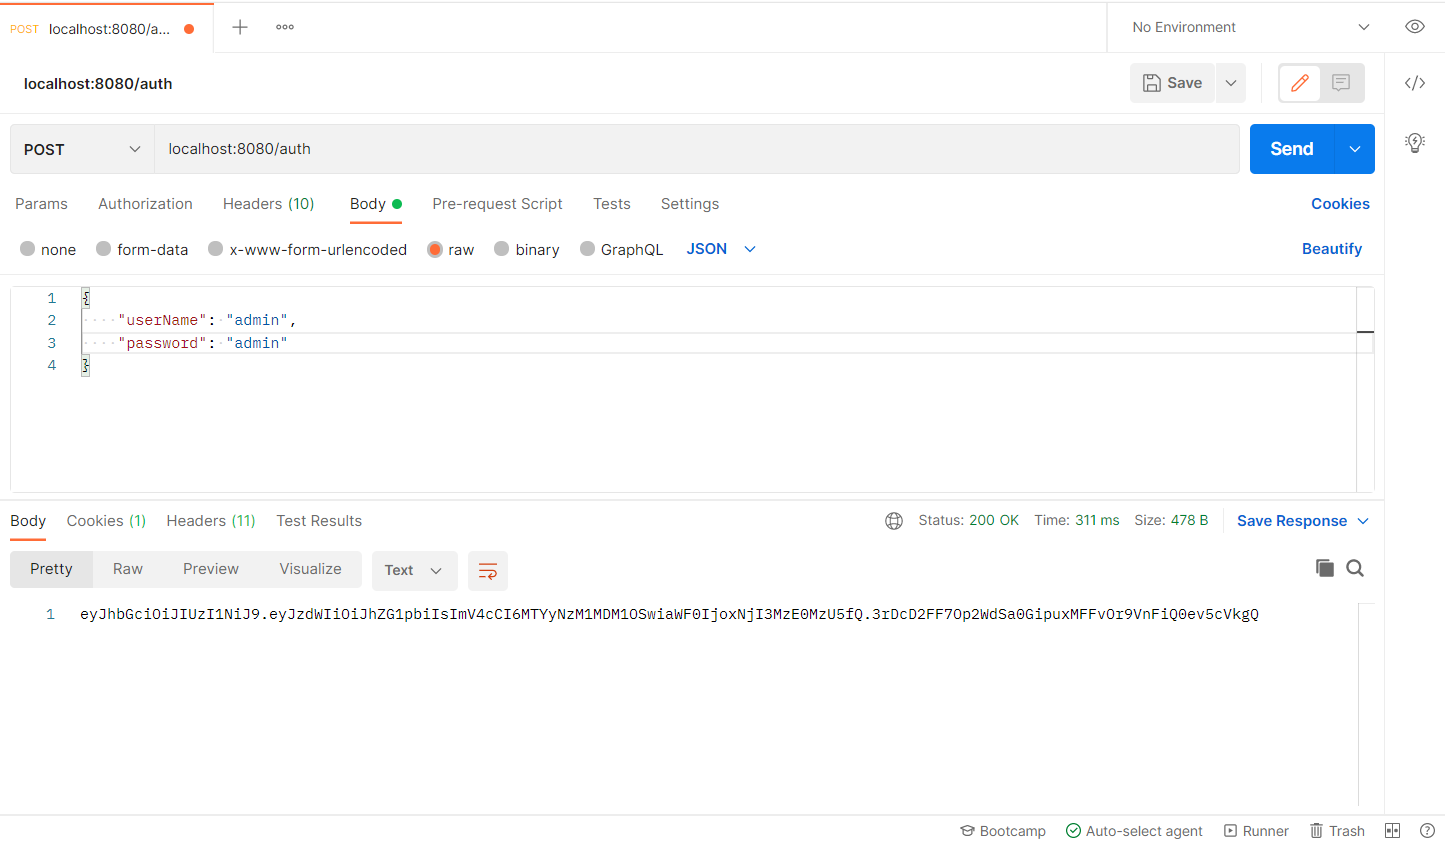 POST localhost:8080/a...
No Environment
localhost:8080/auth
Save
POST
localhost:8080/auth
Send
Params Authorization Headers (10) Body Pre-request Script Tests Settings Cookies
none form-data x-www-form-urlencoded raw binary GraphQL JSON Beautify
1 {
2 "userName": "admin",
3 "password": "admin"
4 }
Body Cookies (1) Headers (11) Test Results Status: 200 OK Time: 311 ms Size: 478 B Save Response
Pretty Raw Preview Visualize Text
1 eyJhbGciOiJIUzI1NiJ9.eyJzdWIiOiJhZG1pbiIsImV4cCI6MTYyNzM1MDM1OSwiaWF0IjoxNjI3MzE0MzU5fQ.3rDcD2FF7Op2WdSa0GipuxMFFvOr9VnFiQ0ev5cVkgQ
Bootcamp Auto-select agent Runner Trash